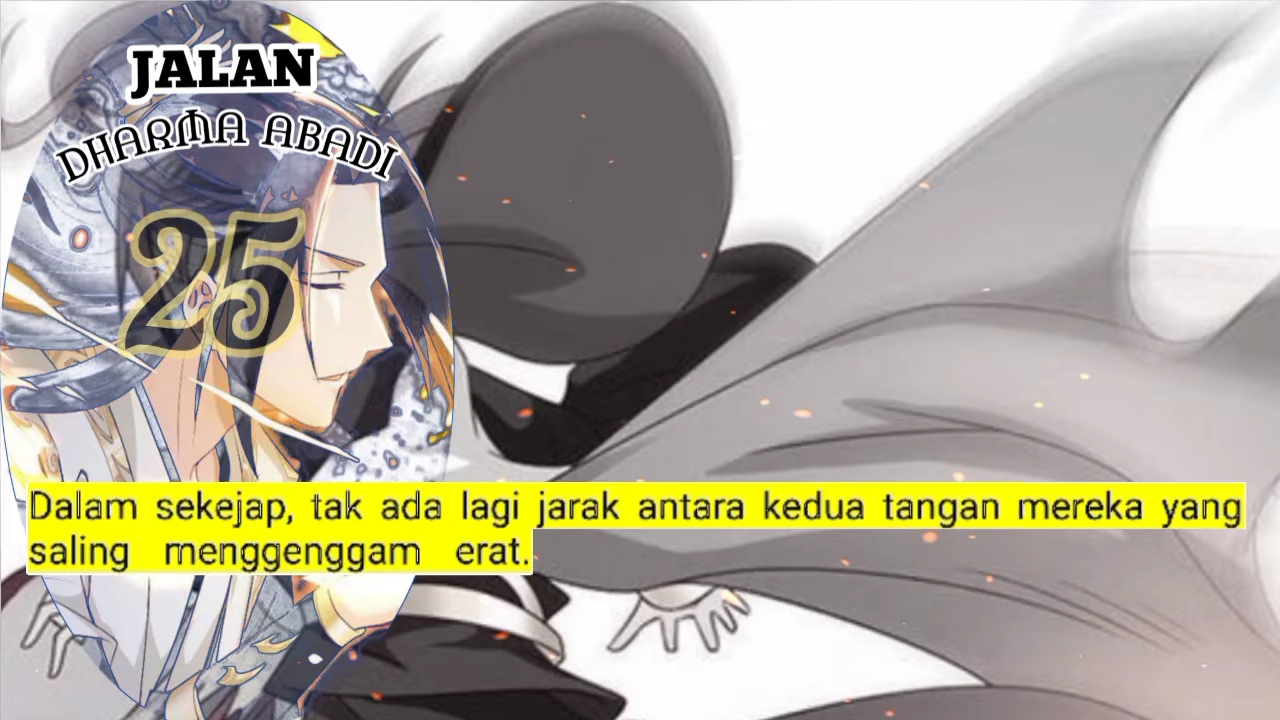 JALAN
DHARMA ABADI
25
Dalam sekejap, tak ada lagi jarak antara kedua tangan mereka yang
saling menggenggam erat.